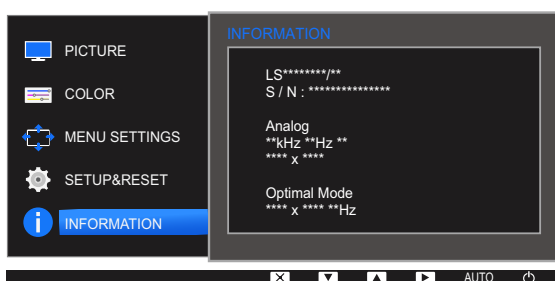 PICTURE
COLOR
MENU SETTINGS
SETUP&RESET
INFORMATION
INFORMATION
LS********/**
S / N : ***************
Analog
**kHz **Hz **
**** x ****
Optimal Mode
**** x **** **Hz
AUTO